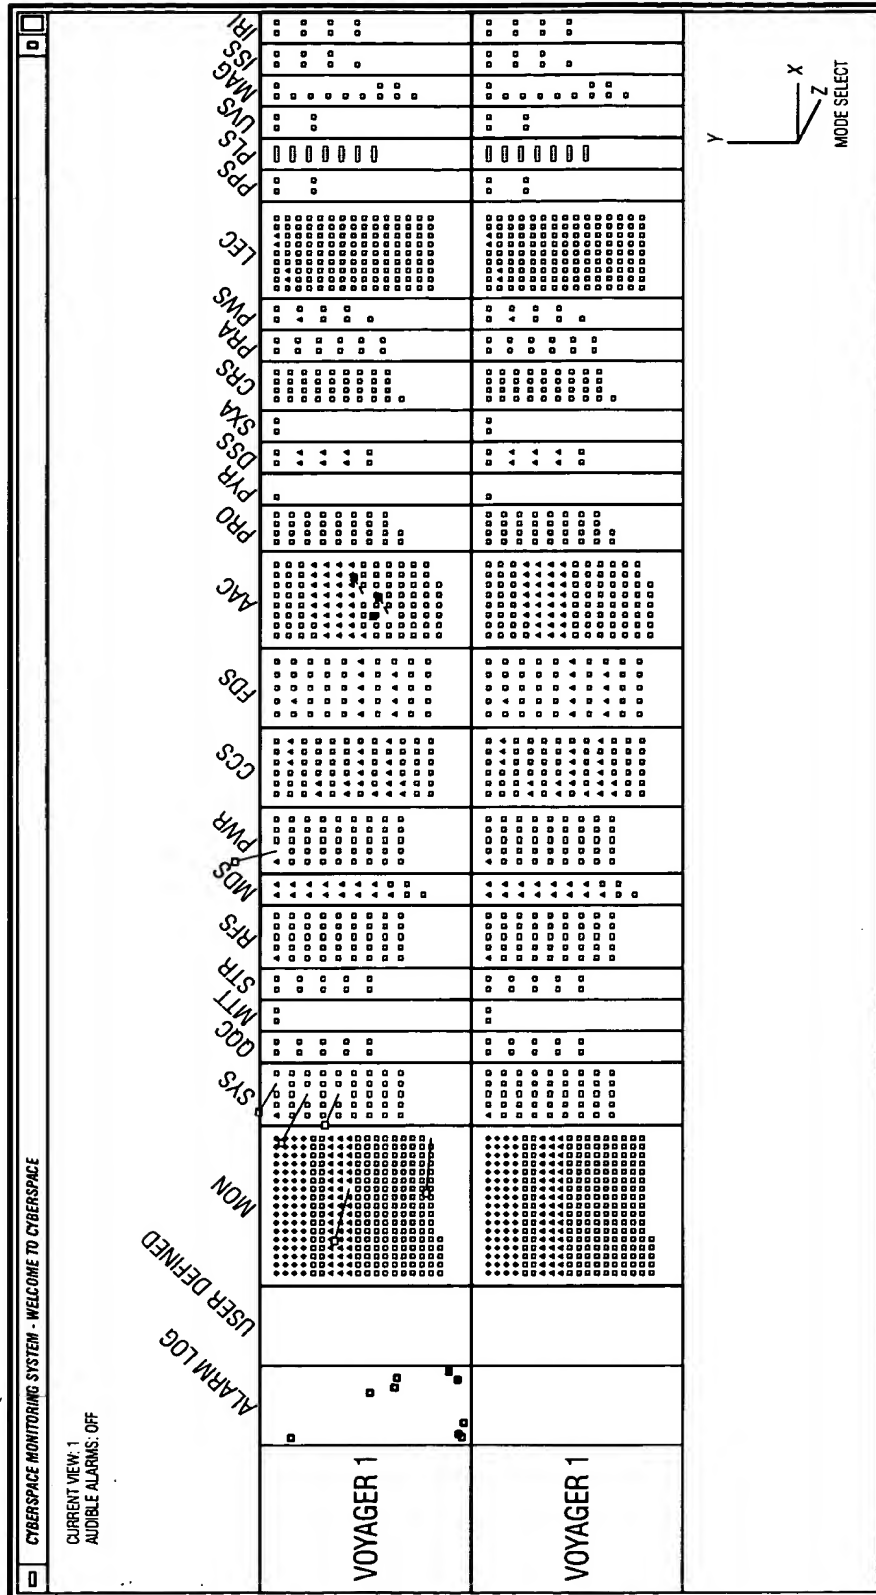 CYBERSPACE MONITORING SYSTEM - WELCOME TO CYBERSPACE
CURRENT VIEW: 1
AUDIBLE ALARMS: OFF
ALARM LOG
USER DEFINED
MON
SYS
QQC
MTT
STR
RFS
MDS
PWR
CCS
FDS
AAC
PRO
PYR
DSS
SXA
CRS
PRA
PWS
LEC
PPS
PLS
UVS
MAG
ISS
IRI
VOYAGER 1
VOYAGER 1
Y
X
Z
MODE SELECT